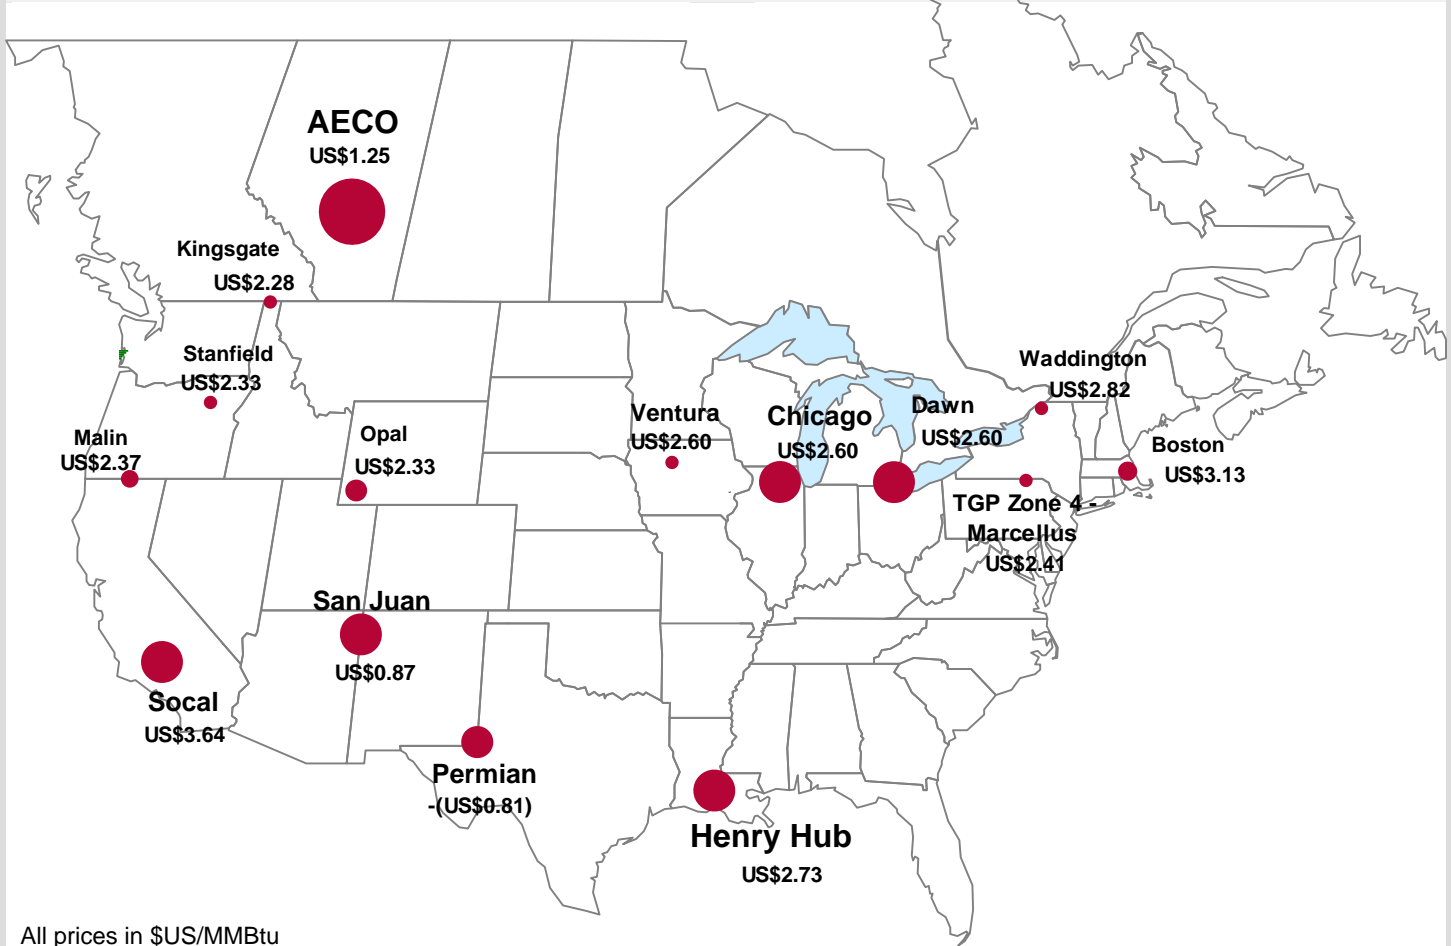 AECO
US$1.25
Kingsgate
US$2.28
Stanfield
US$2.33
Malin
US$2.37
Opal
US$2.33
Ventura
US$2.60
Chicago
US$2.60
Dawn
US$2.60
Waddington
US$2.82
Boston
US$3.13
TGP Zone 4 -
Marcellus
US$2.41
San Juan
US$0.87
Socal
US$3.64
Permian
-(US$0.81)
Henry Hub
US$2.73
All prices in $US/MMBtu